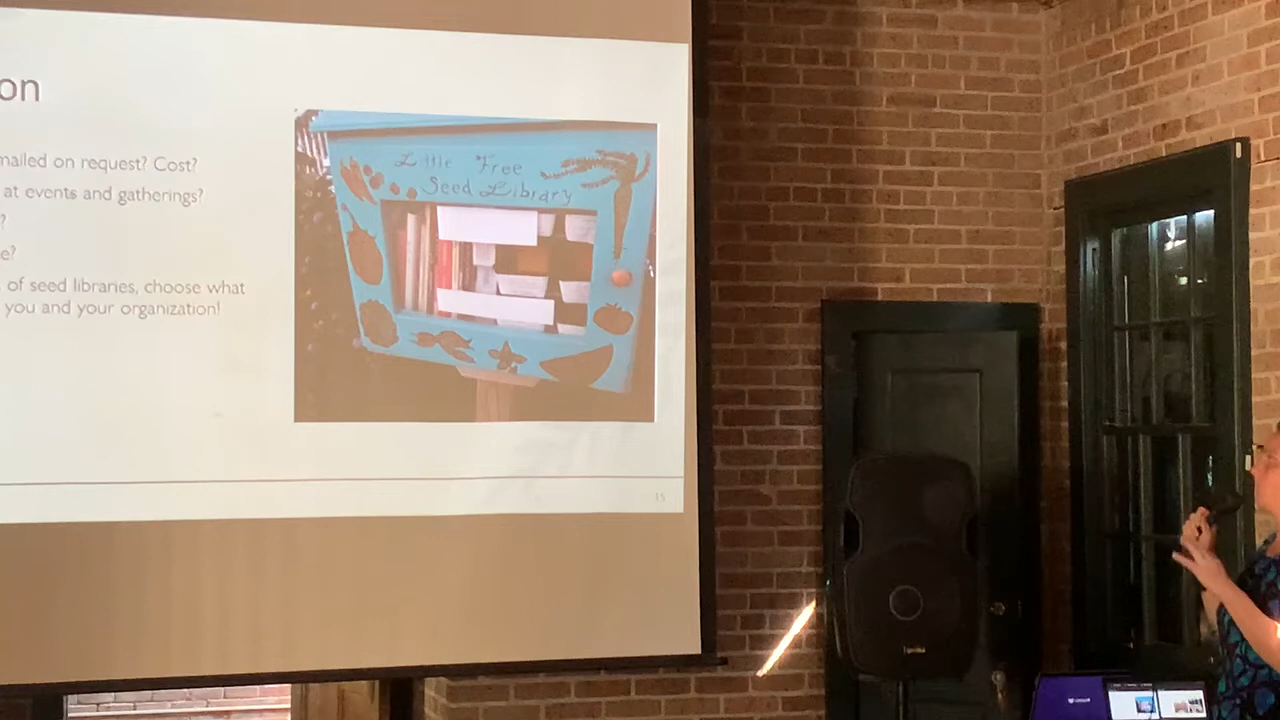 on
mailed on request? Cost?
at events and gatherings?
?
e?
of seed libraries, choose what
you and your organization!
Little Free
Seed Library
15